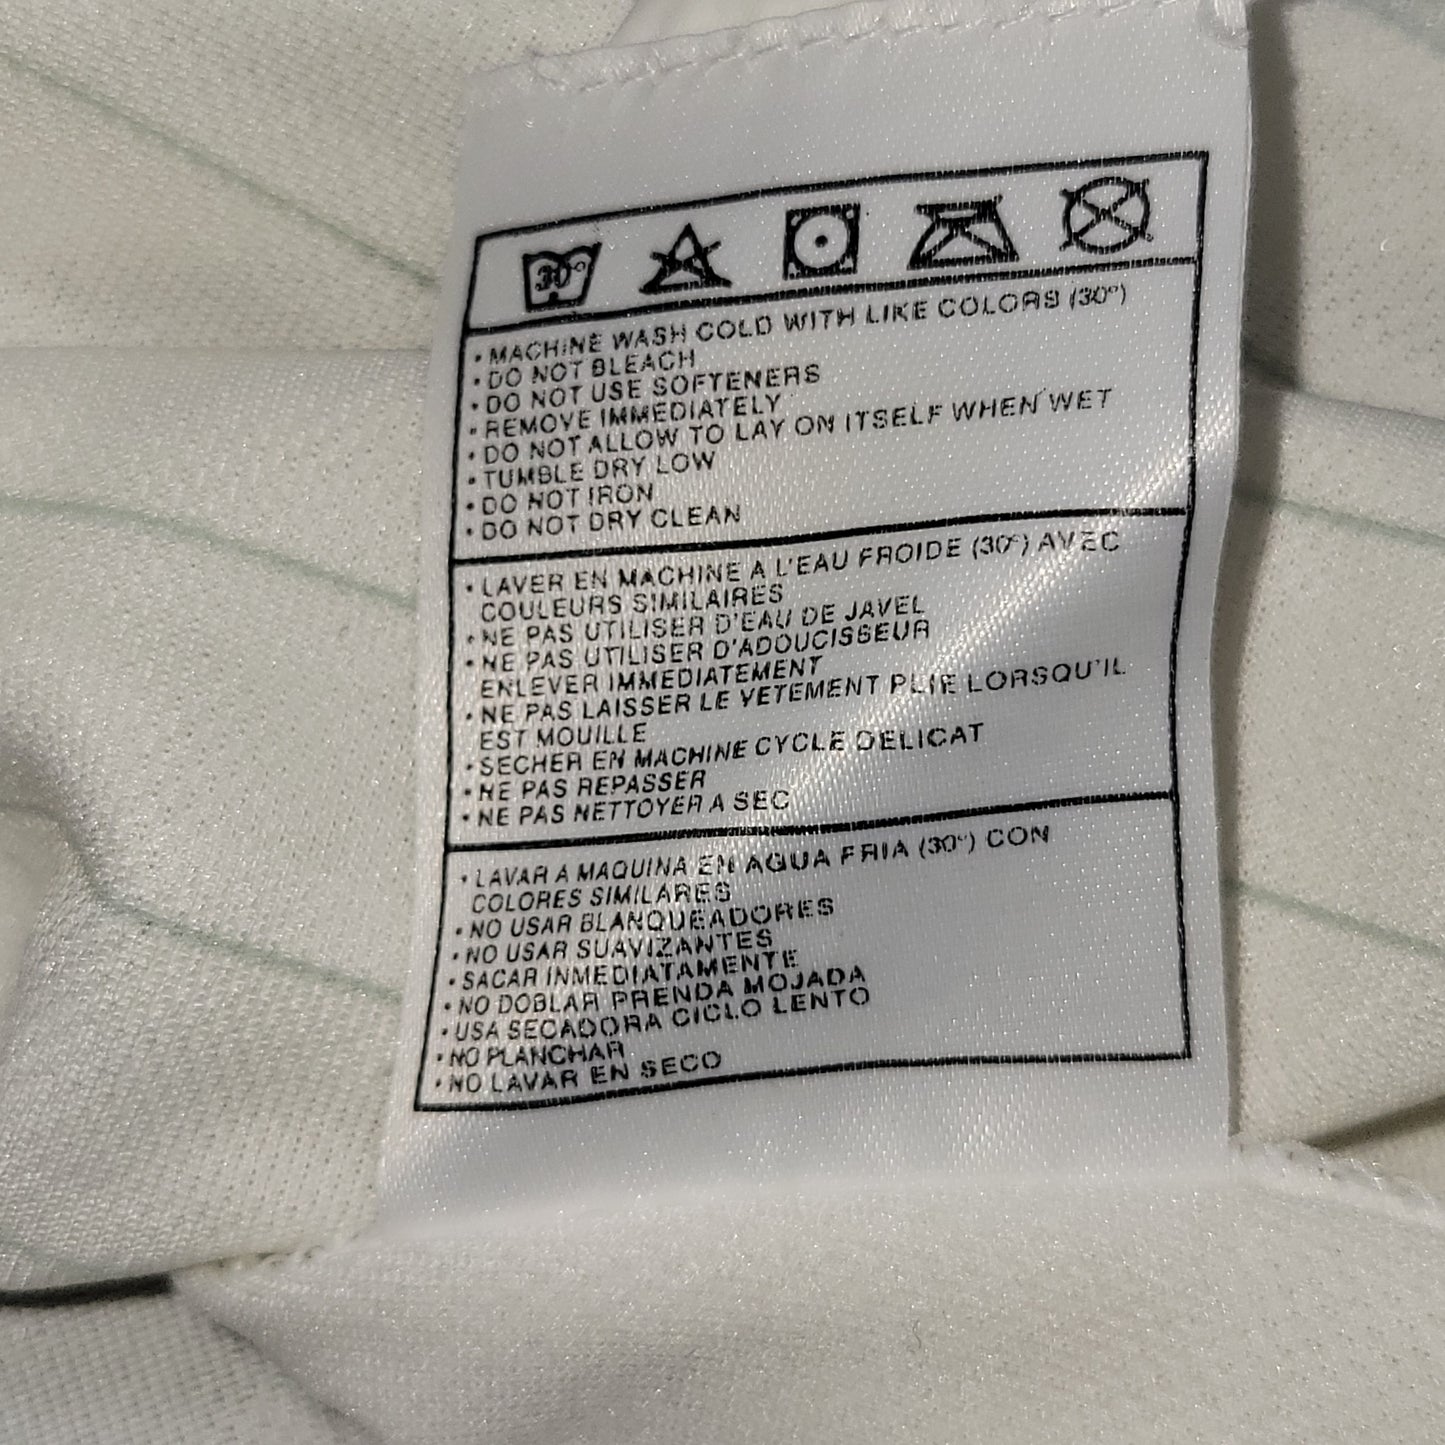 30°
• MACHINE WASH COLD WITH LIKE COLORS (30°)
• DO NOT BLEACH
• DO NOT USE SOFTENERS
• REMOVE IMMEDIATELY
• DO NOT ALLOW TO LAY ON ITSELF WHEN WET
• TUMBLE DRY LOW
• DO NOT IRON
• DO NOT DRY CLEAN
• LAVER EN MACHINE A L'EAU FROIDE (30°) AVEC
COULEURS SIMILAIRES
• NE PAS UTILISER D'EAU DE JAVEL
• NE PAS UTILISER D'ADOUCISSEUR
ENLEVER IMMEDIATEMENT
• NE PAS LAISSER LE VETEMENT PLIE LORSQU'IL
EST MOUILLE
• SECHER EN MACHINE CYCLE DELICAT
• NE PAS REPASSER
• NE PAS NETTOYER A SEC
• LAVAR A MAQUINA EN AGUA FRIA (30°) CON
COLORES SIMILARES
• NO USAR BLANQUEADORES
• NO USAR SUAVIZANTES
• SACAR INMEDIATAMENTE
• NO DOBLAR PRENDA MOJADA
• USA SECADORA CICLO LENTO
• NO PLANCHAR
• NO LAVAR EN SECO